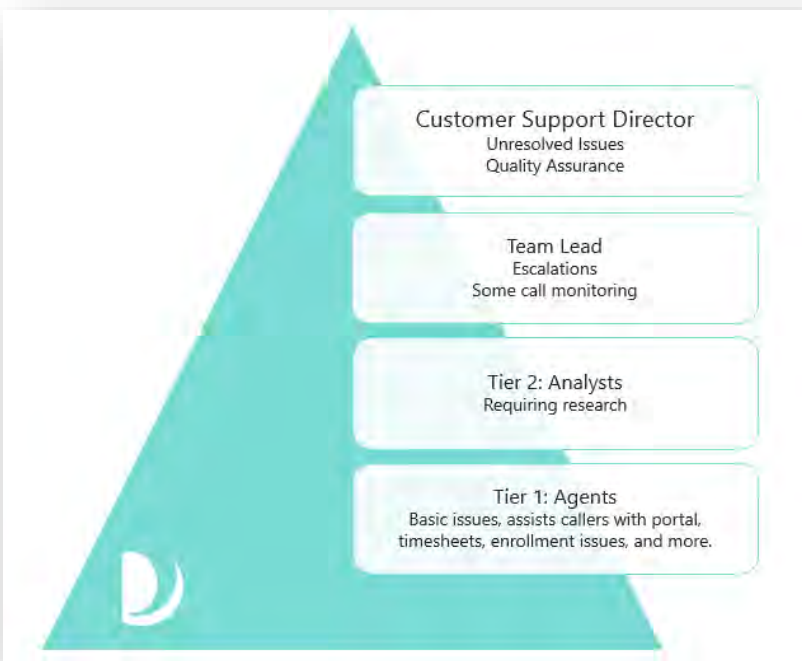 Customer Support Director
Unresolved Issues
Quality Assurance
Team Lead
Escalations
Some call monitoring
Tier 2: Analysts
Requiring research
Tier 1: Agents
Basic issues, assists callers with portal,
timesheets, enrollment issues, and more.